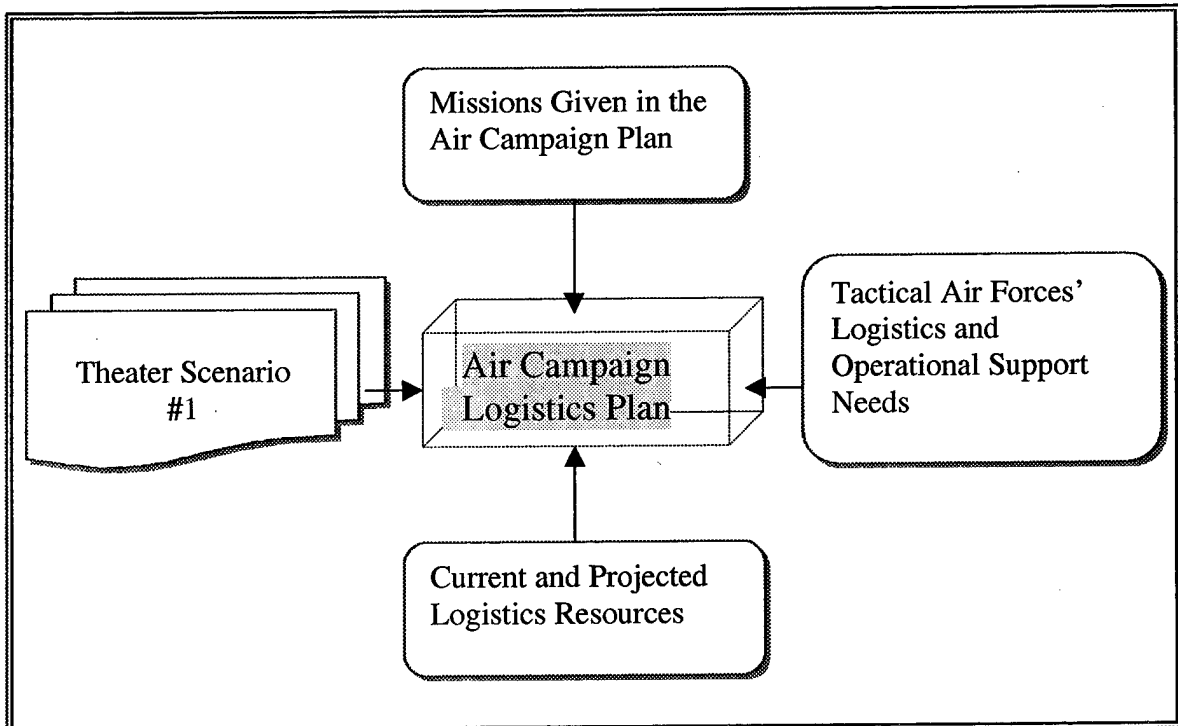 Missions Given in the
Air Campaign Plan
Theater Scenario
#1
Air Campaign
Logistics Plan
Tactical Air Forces'
Logistics and
Operational Support
Needs
Current and Projected
Logistics Resources